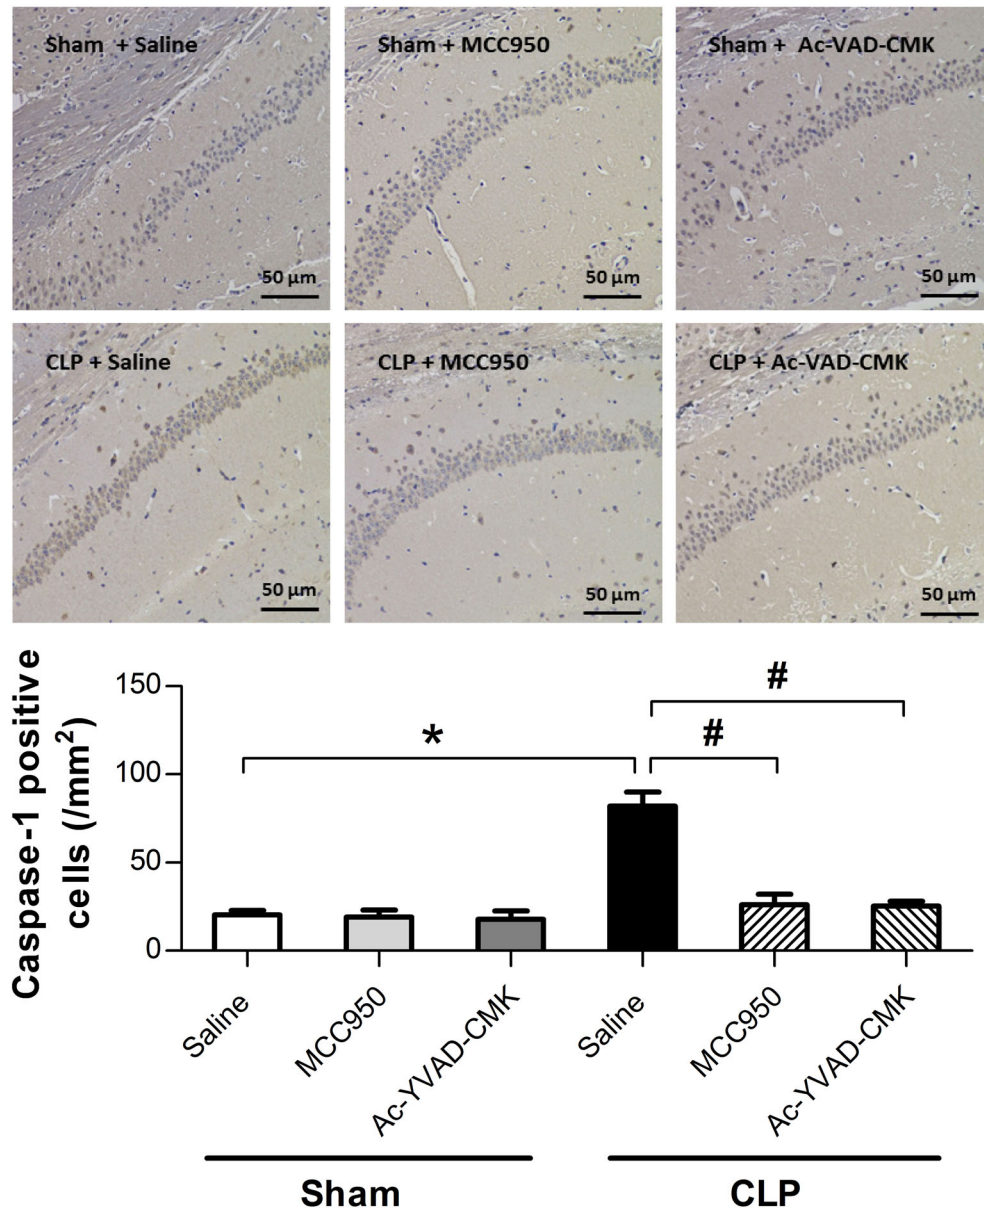 Sham + Saline
Sham + MCC950
Sham + Ac-VAD-CMK
50 µm
50 µm
50 µm
CLP + Saline
CLP + MCC950
CLP + Ac-VAD-CMK
50 µm
50 µm
50 µm
Caspase-1 positive
cells (/mm²)
150
100
50
0
*
#
#
Saline
MCC950
Ac-YVAD-CMK
Saline
MCC950
Ac-YVAD-CMK
Sham
CLP